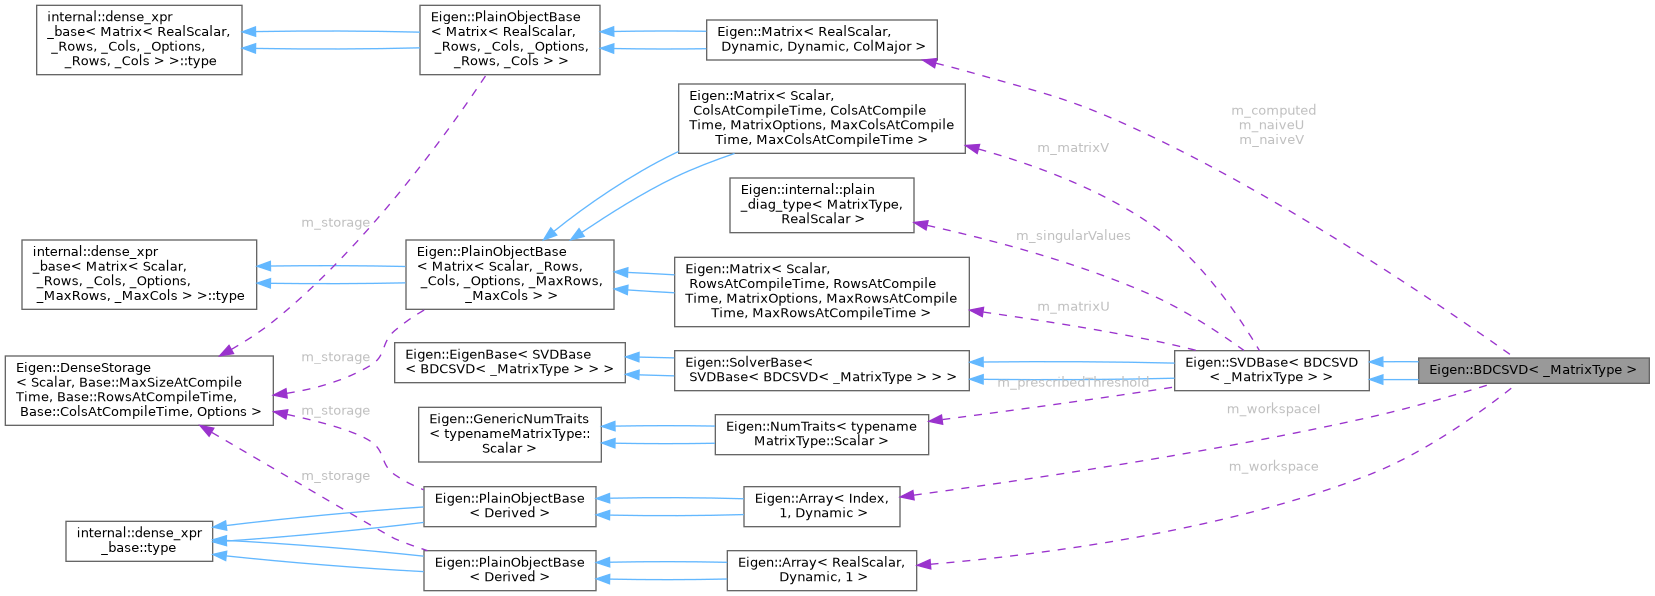 internal::dense_xpr
_base< Matrix< RealScalar,
_Rows, _Cols, _Options,
_Rows, _Cols > >::type
Eigen::PlainObjectBase
< Matrix< RealScalar,
_Rows, _Cols, _Options,
_Rows, _Cols > >
Eigen::Matrix< RealScalar,
Dynamic, Dynamic, ColMajor >
m_computed
m_naiveU
m_naiveV
Eigen::Matrix< Scalar,
ColsAtCompileTime, ColsAtCompile
Time, MatrixOptions, MaxColsAtCompile
Time, MaxColsAtCompileTime >
m_matrixV
Eigen::internal::plain
_diag_type< MatrixType,
RealScalar >
m_singularValues
m_storage
internal::dense_xpr
_base< Matrix< Scalar,
_Rows, _Cols, _Options,
_MaxRows, _MaxCols > >::type
Eigen::PlainObjectBase
< Matrix< Scalar, _Rows,
_Cols, _Options, _MaxRows,
_MaxCols > >
Eigen::Matrix< Scalar,
RowsAtCompileTime, RowsAtCompile
Time, MatrixOptions, MaxRowsAtCompile
Time, MaxRowsAtCompileTime >
m_matrixU
m_storage
Eigen::DenseStorage
< Scalar, Base::MaxSizeAtCompile
Time, Base::RowsAtCompileTime,
Base::ColsAtCompileTime, Options >
Eigen::EigenBase< SVDBase
< BDCSVD< _MatrixType > > >
Eigen::SolverBase<
SVDBase< BDCSVD< _MatrixType > > >
Eigen::SVDBase< BDCSVD
< _MatrixType > >
Eigen::BDCSVD< _MatrixType >
m_prescribedThreshold
m_storage
Eigen::GenericNumTraits
< typenameMatrixType::
Scalar >
Eigen::NumTraits< typename
MatrixType::Scalar >
m_workspaceI
m_storage
Eigen::PlainObjectBase
< Derived >
Eigen::Array< Index,
1, Dynamic >
m_workspace
internal::dense_xpr
_base::type
Eigen::PlainObjectBase
< Derived >
Eigen::Array< RealScalar,
Dynamic, 1 >